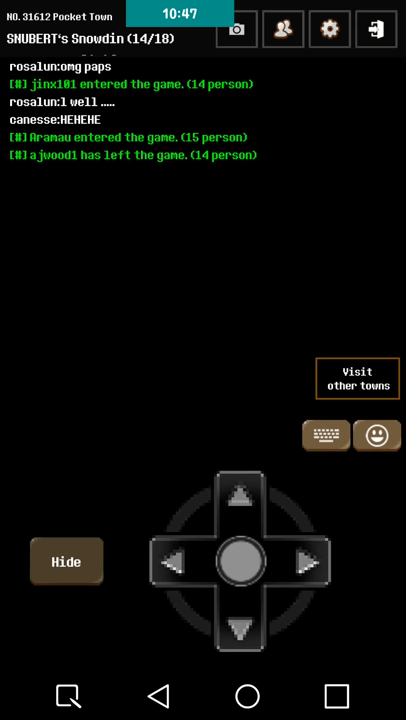 NO. 31612 Pocket Town
10:47
SNUBERT's Snowdin (14/18)
rosalun:omg paps
[#] jinx101 entered the game. (14 person)
rosalun:l well .....
canesse:HEHEHE
[#] Aramau entered the game. (15 person)
[#] ajwood1 has left the game. (14 person)
Visit
other towns
Hide